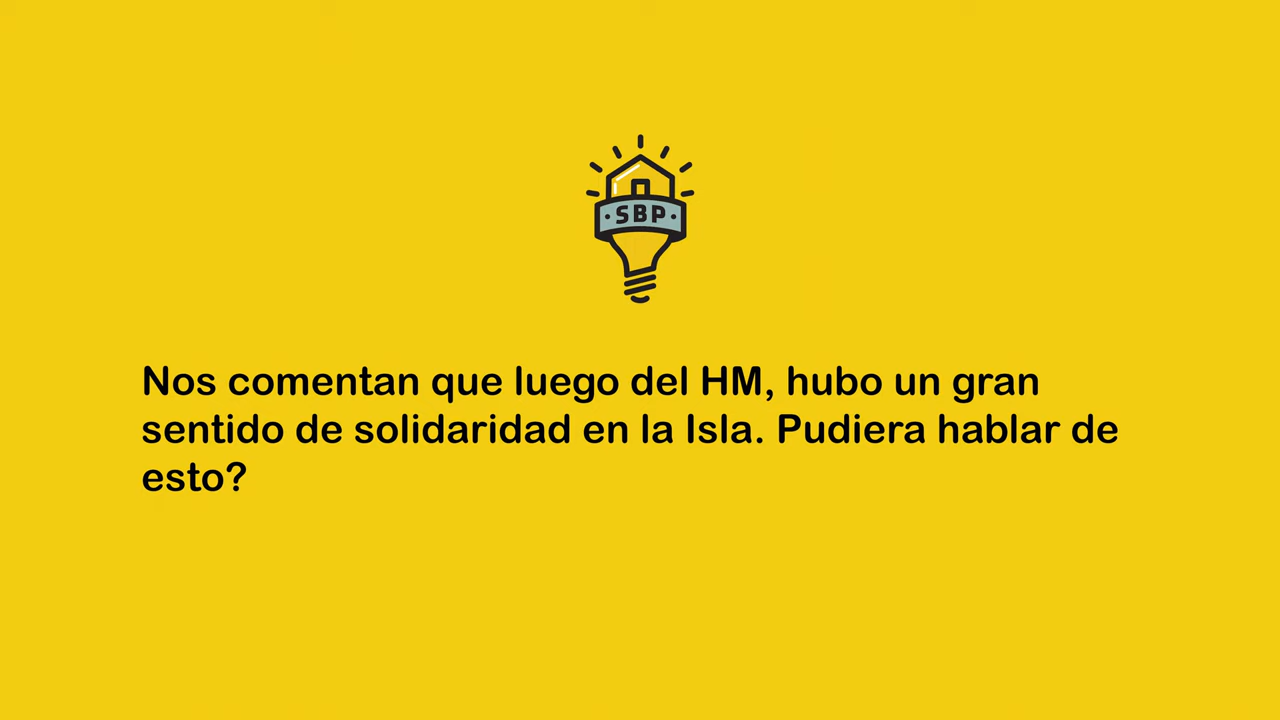 ·SBP·
Nos comentan que luego del HM, hubo un gran
sentido de solidaridad en la Isla. Pudiera hablar de
esto?